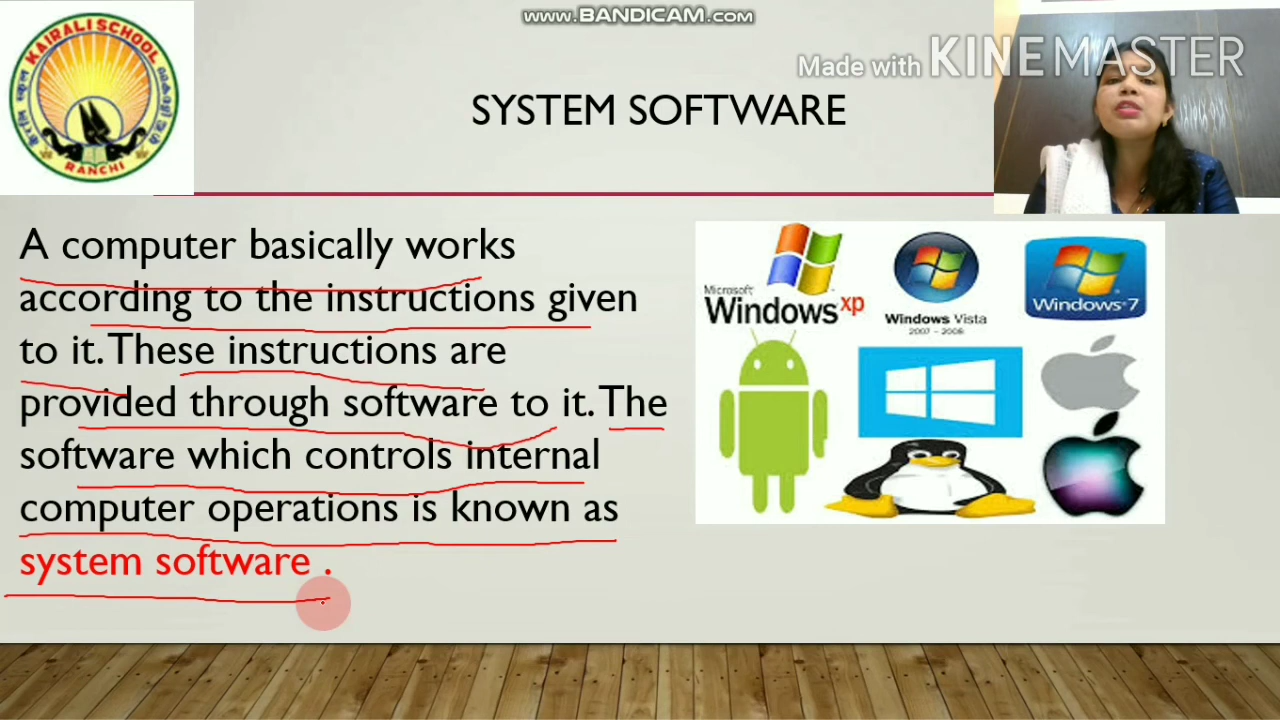 www.BANDICAM.com
Made with KINEMASTER
KAIRALI SCHOOL
RANCHI
SYSTEM SOFTWARE
A computer basically works
according to the instructions given
to it. These instructions are
provided through software to it. The
software which controls internal
computer operations is known as
system software .
Microsoft
Windows xp
Windows Vista
2007 - 2008
Windows 7